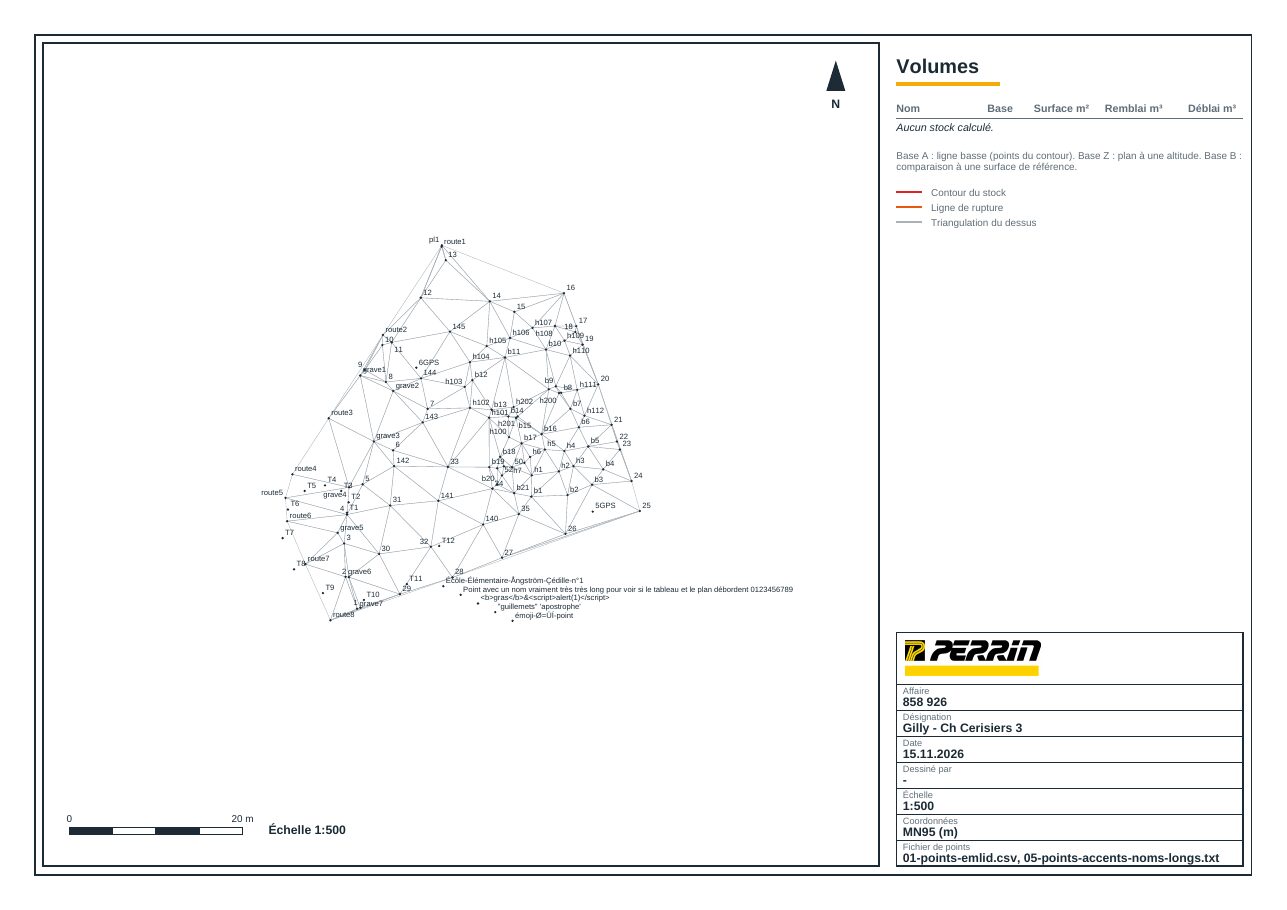 Volumes
Nom Base Surface m² Remblai m³ Déblai m³
Aucun stock calculé.
Base A : ligne basse (points du contour). Base Z : plan à une altitude. Base B :
comparaison à une surface de référence.
Contour du stock
Ligne de rupture
Triangulation du dessus
N
pl1 route1
13
16
12
14
15
17
h107
18
route2
145
h106
h108
h109
19
10
h105
11
b10
h110
b11
h104
6GPS
9
144
grave1
8
b12
h103
20
b9
b8
h111
grave2
7
h102
b13
h202
h200
b7
h101
b14
h112
route3
143
h201
b15
b6
21
h100
b16
grave3
b17
22
6
h5
h4
b5
23
b18
h6
142
33
b19
50
h3
b4
52
h7
h1
h2
route4
T4
5
b20
24
T5
T3
b3
route5
grave4
T2
34
b21
b1
b2
31
141
T6
4
T1
5GPS
25
route6
35
140
grave5
T7
26
3
32
T12
30
27
T8
route7
2
grave6
28
T11
École-Élémentaire-Ångström-Çédille-n°1
T9
29
Point avec un nom vraiment très très long pour voir si le tableau et le plan débordent 0123456789
T10
<b>gras</b>&<script>alert(1)</script>
1
grave7
"guillemets" 'apostrophe'
route8
émoji-Ø=ÜÏ-point
0 20 m
Échelle 1:500
PERRIN
Affaire
858 926
Désignation
Gilly - Ch Cerisiers 3
Date
15.11.2026
Dessiné par
-
Échelle
1:500
Coordonnées
MN95 (m)
Fichier de points
01-points-emlid.csv, 05-points-accents-noms-longs.txt